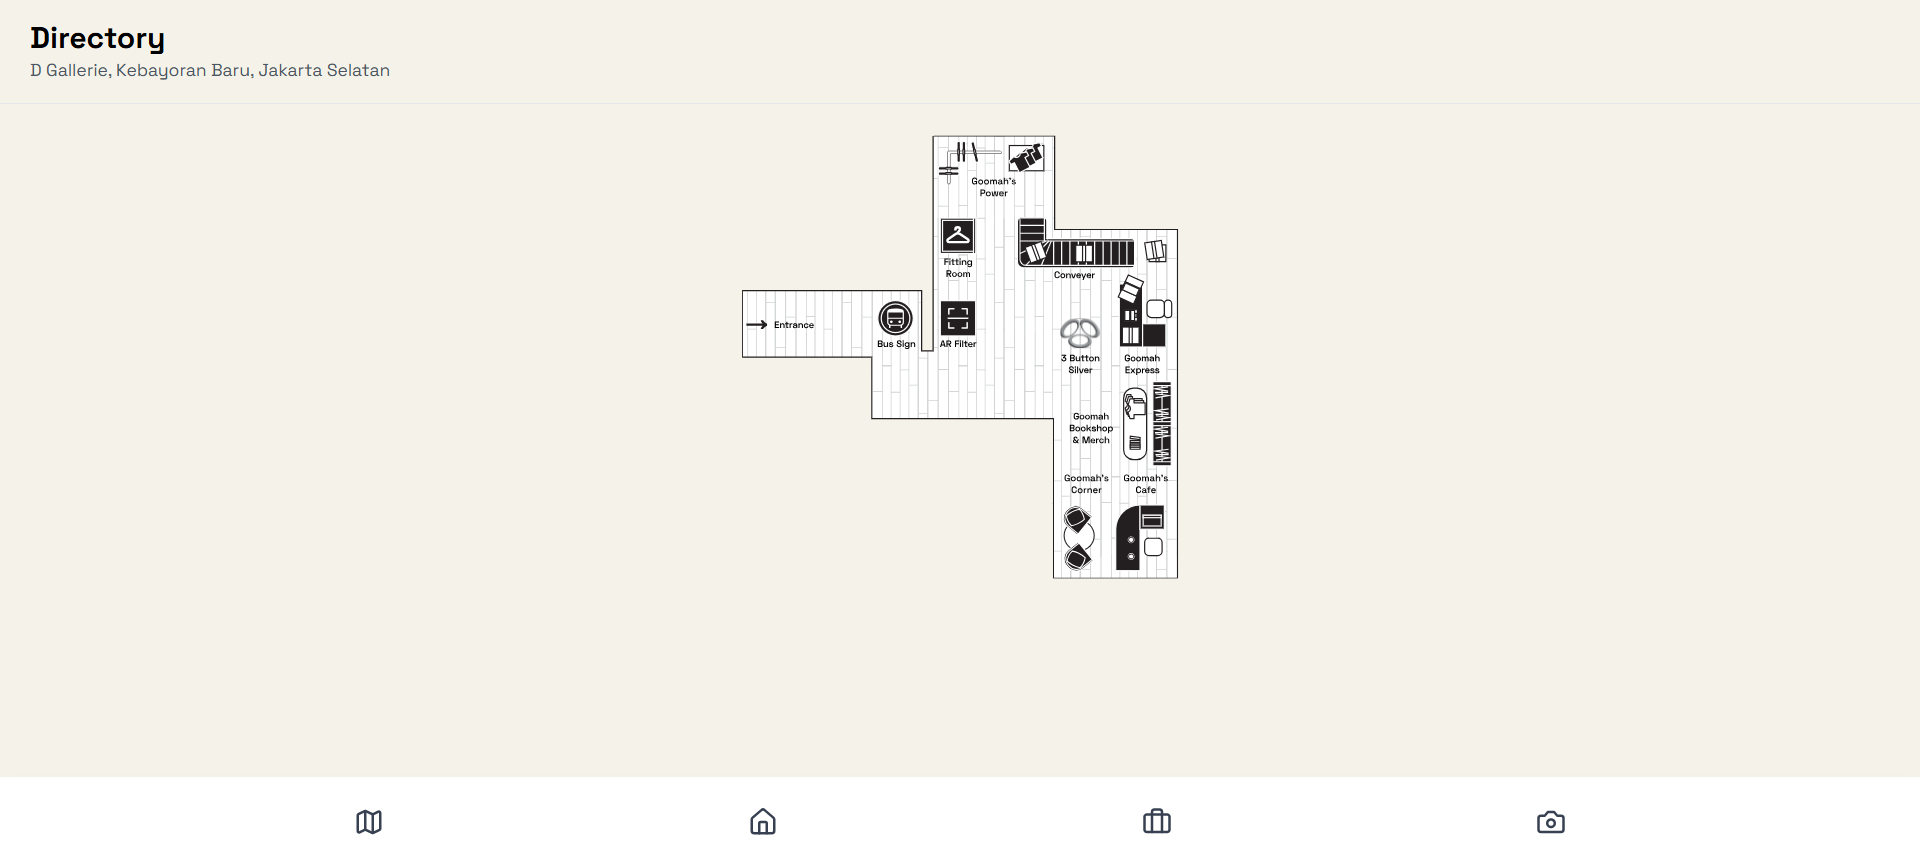 Directory
D Gallerie, Kebayoran Baru, Jakarta Selatan
Goomah's
Power
Fitting
Room
Conveyer
Entrance
Bus Sign
AR Filter
3 Button
Silver
Goomah
Express
Goomah
Bookshop
& Merch
Goomah's
Corner
Goomah's
Cafe